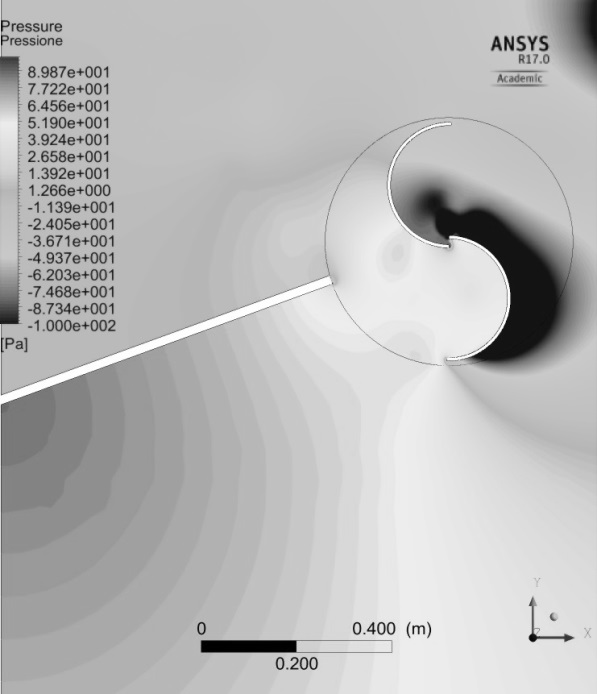 Pressure
Pressione
8.987e+001
7.722e+001
6.456e+001
5.190e+001
3.924e+001
2.658e+001
1.392e+001
1.266e+000
-1.139e+001
-2.405e+001
-3.671e+001
-4.937e+001
-6.203e+001
-7.468e+001
-8.734e+001
-1.000e+002
[Pa]
ANSYS
R17.0
Academic
0 0.400 (m)
0.200
Y
Z X